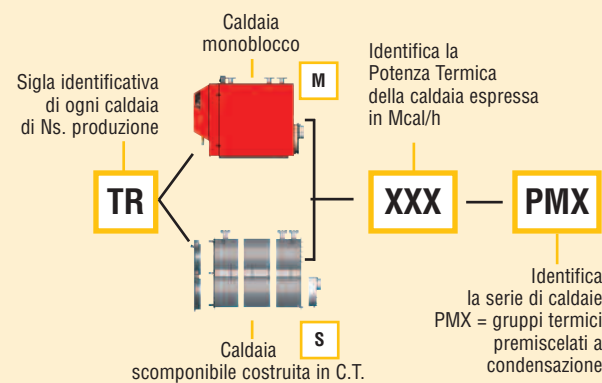 Caldaia
monoblocco
M
Sigla identificativa
di ogni caldaia
di Ns. produzione
TR
Identifica la
Potenza Termica
della caldaia espressa
in Mcal/h
XXX
PMX
Identifica
la serie di caldaie
PMX = gruppi termici
premiscelati a
condensazione
S
Caldaia
scomponibile costruita in C.T.